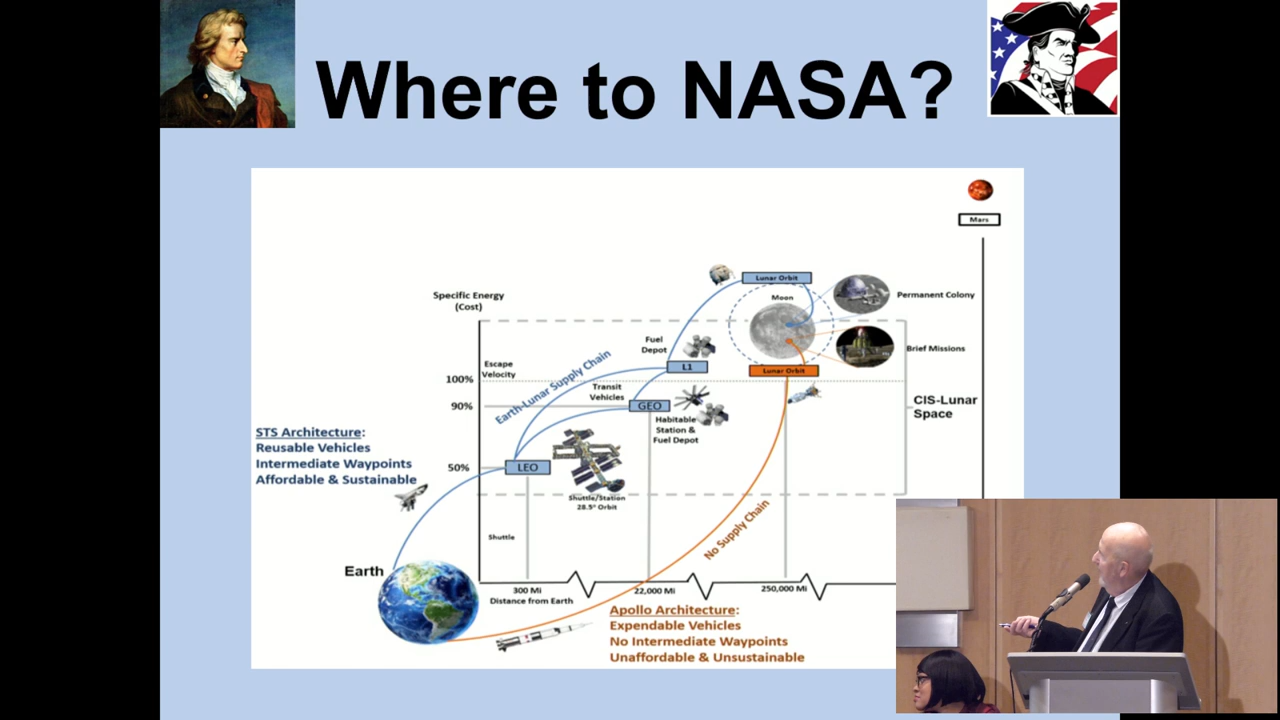 Where to NASA?
Mars
Lunar Orbit
Specific Energy
(Cost)
Moon
Permanent Colony
Fuel
Depot
Brief Missions
Escape
Velocity
Earth-Lunar Supply Chain
L1
Lunar Orbit
100%
Transit
Vehicles
90%
GEO
CIS-Lunar
Space
Habitable
Station &
Fuel Depot
STS Architecture:
Reusable Vehicles
Intermediate Waypoints
Affordable & Sustainable
50%
LEO
Shuttle/Station
28.5° Orbit
No Supply Chain
Shuttle
Earth
300 Mi
22,000 Mi
250,000 Mi
Distance from Earth
Apollo Architecture:
Expendable Vehicles
No Intermediate Waypoints
Unaffordable & Unsustainable